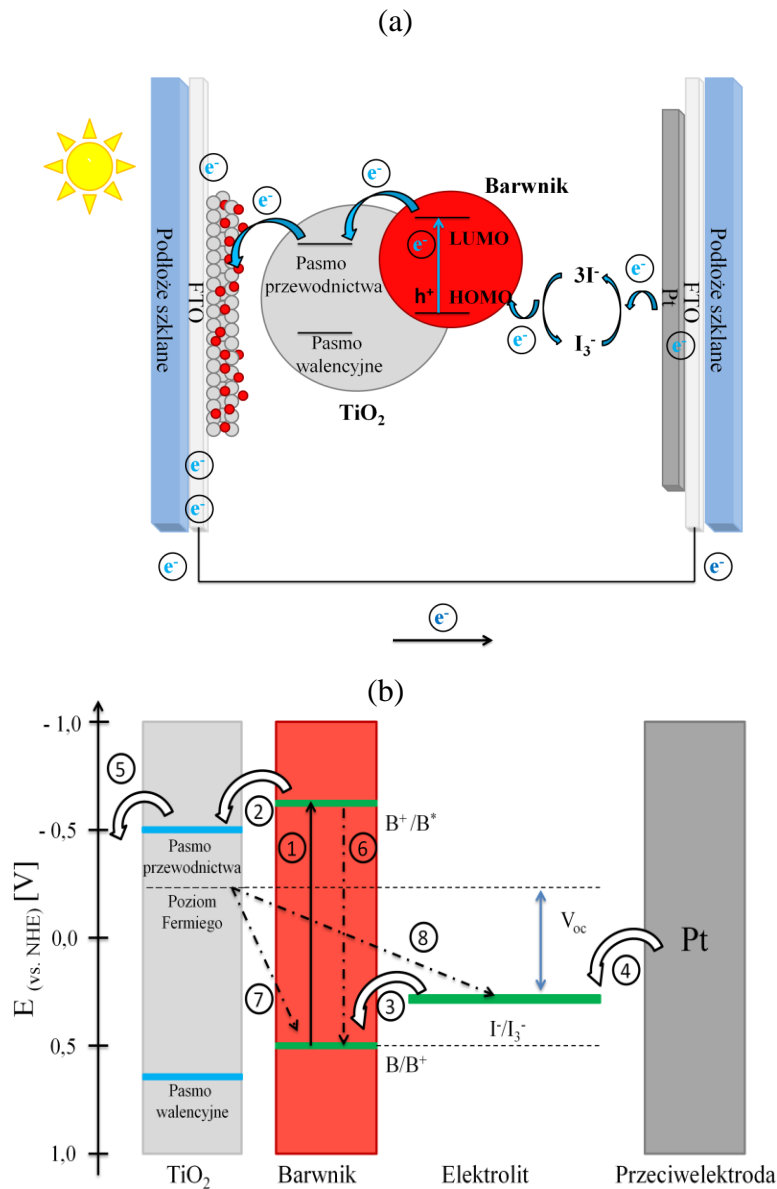 (a)
e-
e-
e-
Barwnik
LUMO
e-
Pasmo
przewodnictwa
h+
HOMO
3I-
e-
e-
I3-
Pt
e-
FTO
Podłoże szklane
FTO
Podłoże szklane
Pasmo
walencyjne
TiO2
e-
e-
e-
e-
e-
(b)
E (vs. NHE) [V]
- 1,0
- 0,5
0,0
0,5
1,0
5
2
1
6
B+/B*
Pasmo
przewodnictwa
Poziom
Fermiego
8
Voc
Pt
4
7
3
I-/I3-
B/B+
Pasmo
walencyjne
TiO2
Barwnik
Elektrolit
Przeciwelektroda